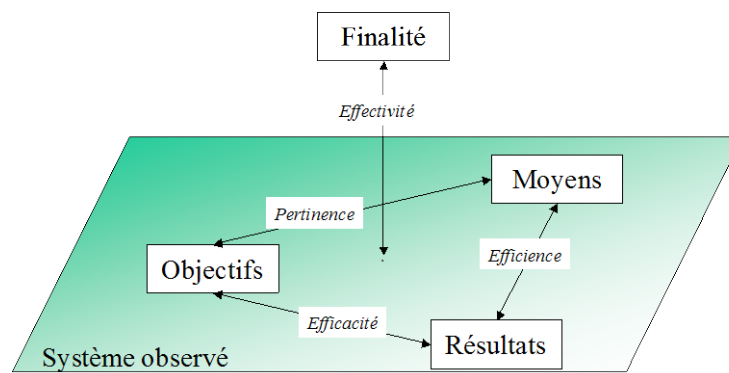 Finalité
Effectivité
Moyens
Pertinence
Objectifs
Efficience
Efficacité
Résultats
Système observé